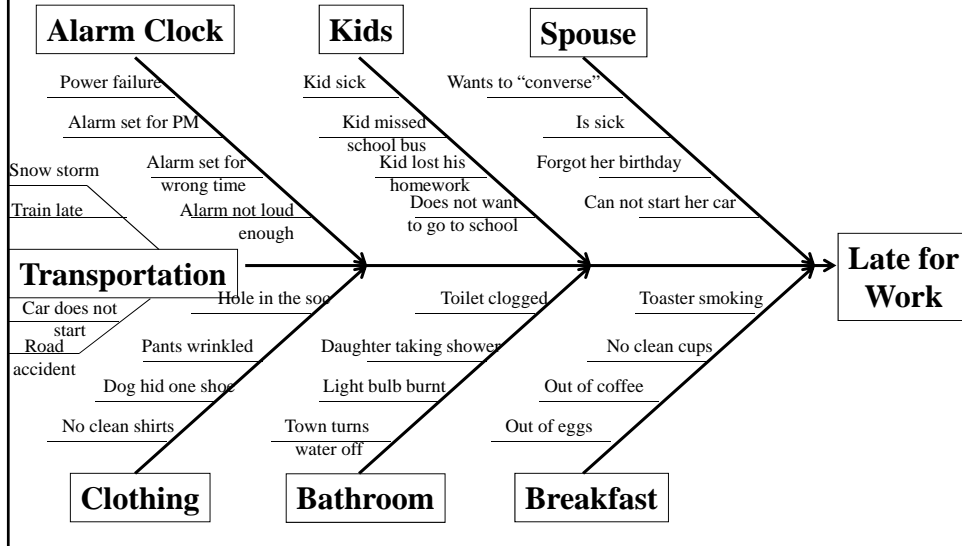 Alarm Clock
Kids
Spouse
Power failure
Alarm set for PM
Alarm set for
wrong time
Alarm not loud
enough
Kid sick
Kid missed
school bus
Kid lost his
homework
Does not want
to go to school
Wants to “converse”
Is sick
Forgot her birthday
Can not start her car
Snow storm
Train late
Transportation
Car does not
start
Road
accident
Late for
Work
Hole in the soc
Pants wrinkled
Dog hid one shoe
No clean shirts
Toilet clogged
Daughter taking shower
Light bulb burnt
Town turns
water off
Toaster smoking
No clean cups
Out of coffee
Out of eggs
Clothing
Bathroom
Breakfast